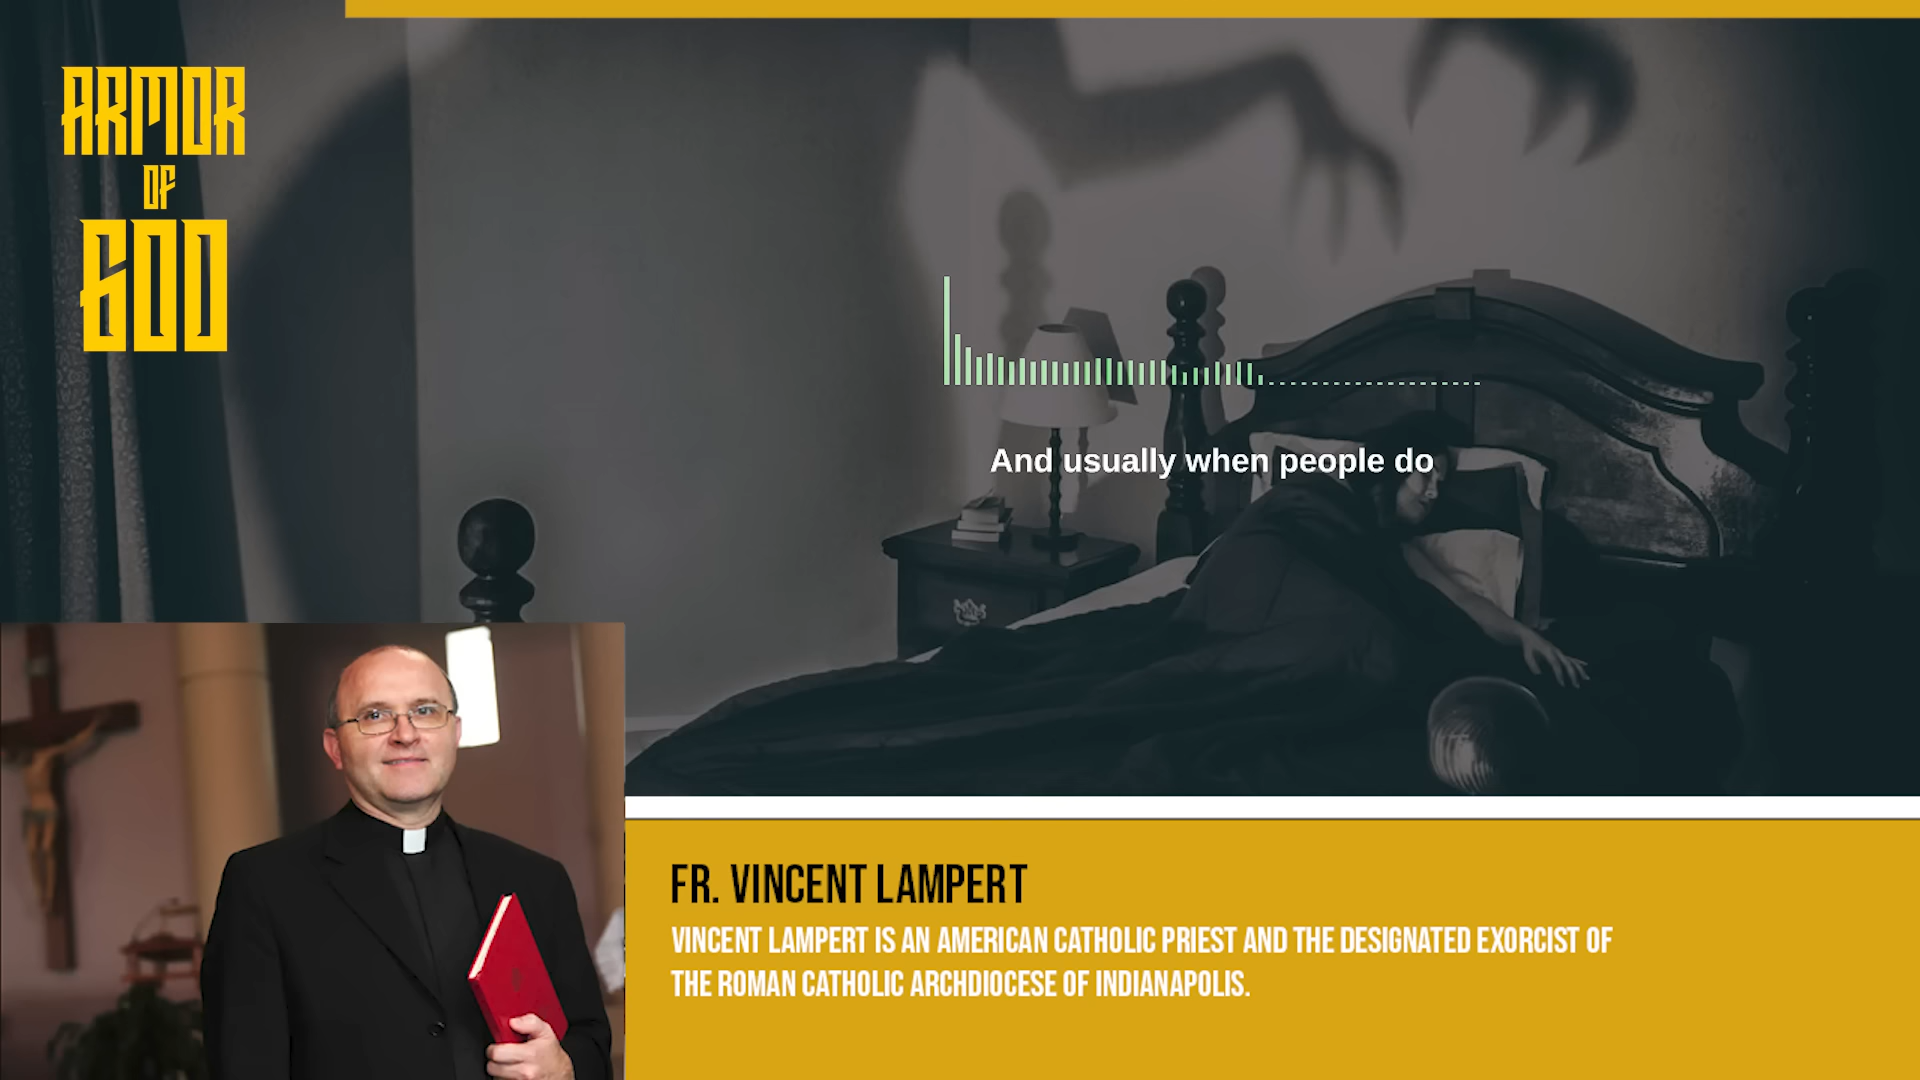 ARMOR
OF
GOD
And usually when people do
FR. VINCENT LAMPERT
VINCENT LAMPERT IS AN AMERICAN CATHOLIC PRIEST AND THE DESIGNATED EXORCIST OF
THE ROMAN CATHOLIC ARCHDIOCESE OF INDIANAPOLIS.